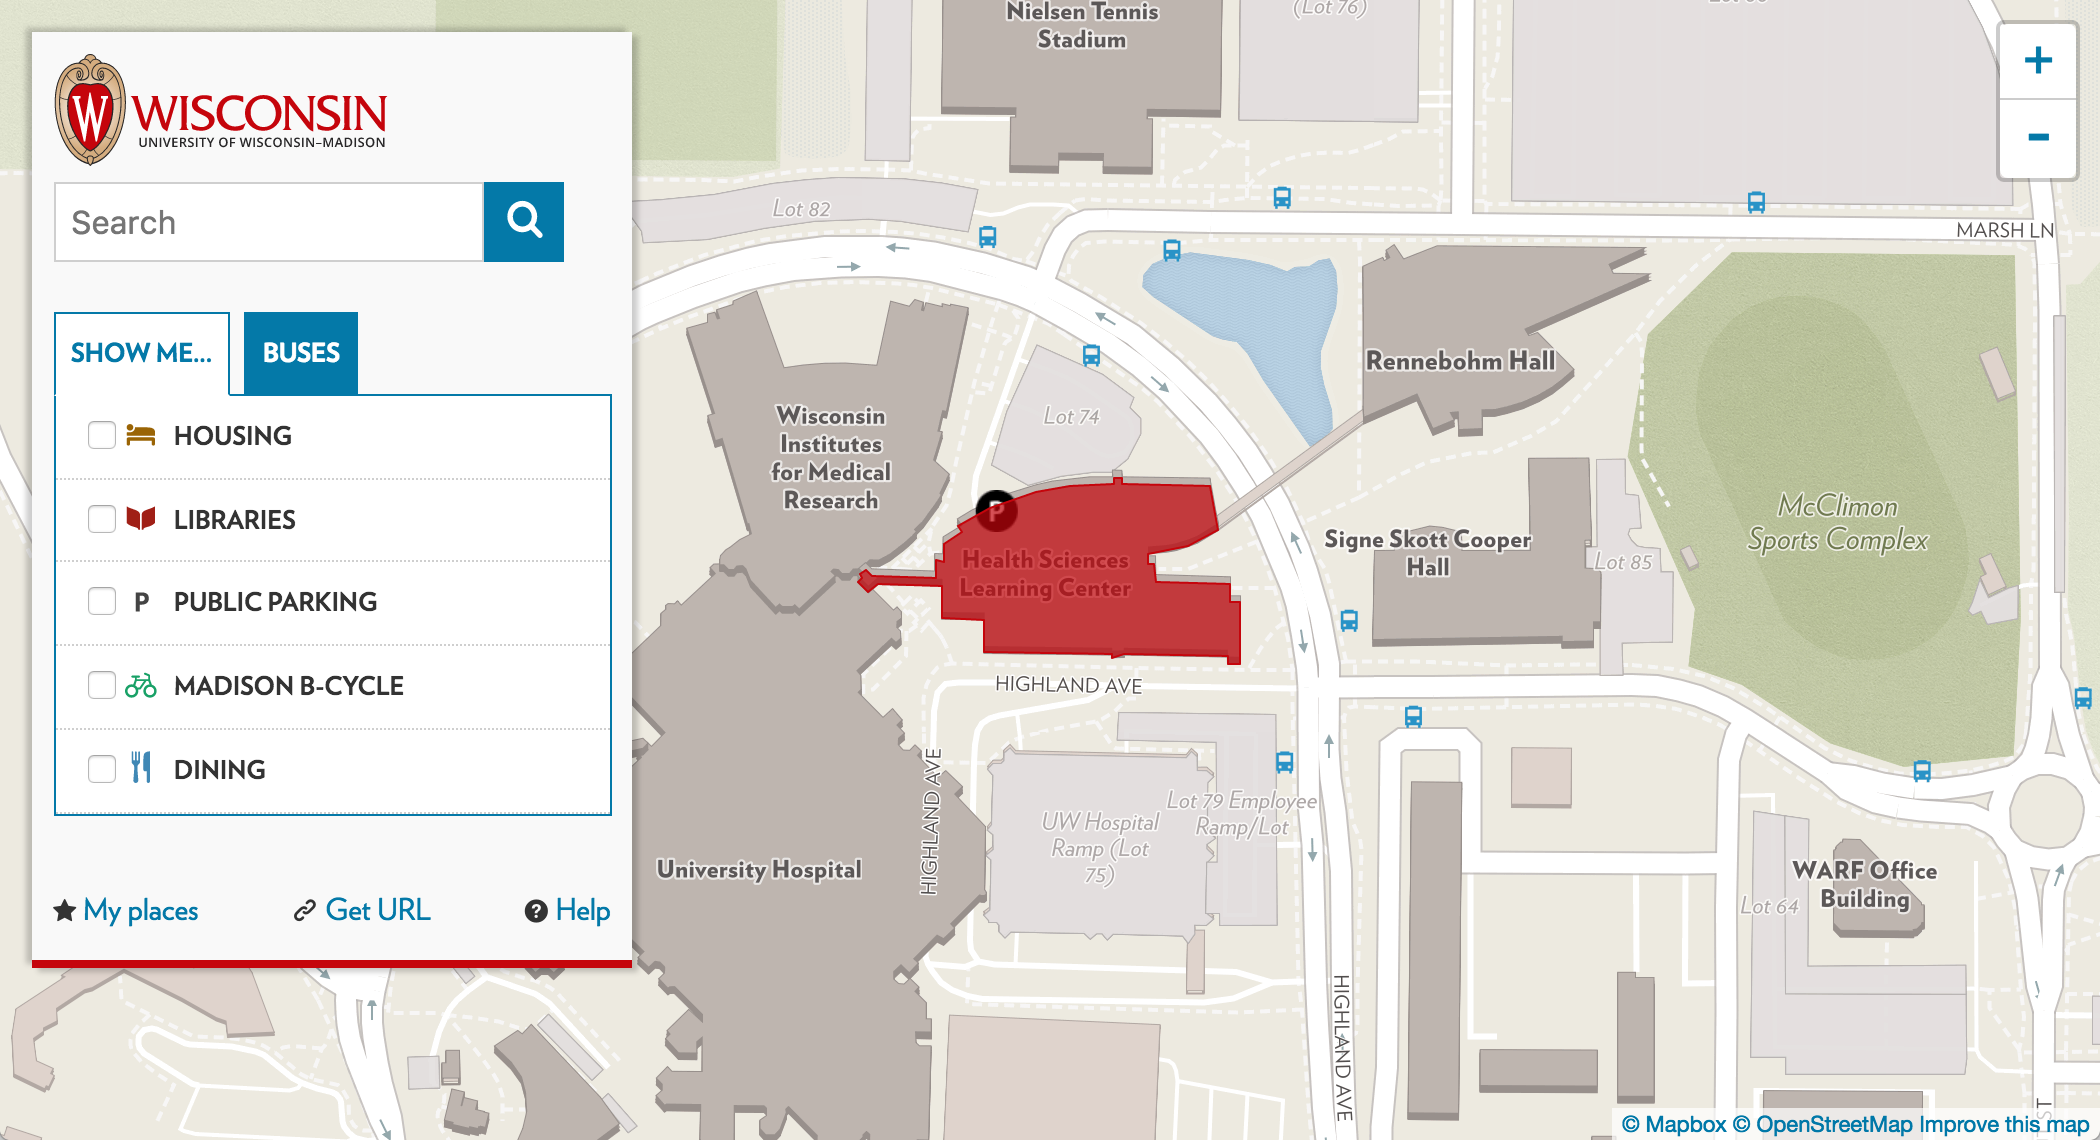 W
WISCONSIN
UNIVERSITY OF WISCONSIN–MADISON
Search
SHOW ME...
BUSES
HOUSING
LIBRARIES
P PUBLIC PARKING
MADISON B-CYCLE
DINING
My places
Get URL
? Help
Nielsen Tennis
Stadium
(Lot 76)
+
-
Lot 82
MARSH LN
Rennebohm Hall
Wisconsin
Institutes
for Medical
Research
Lot 74
P
Health Sciences
Learning Center
Signe Skott Cooper
Hall
Lot 85
McClimon
Sports Complex
HIGHLAND AVE
HIGHLAND AVE
University Hospital
UW Hospital
Ramp (Lot
75)
Lot 79 Employee
Ramp/Lot
WARF Office
Building
Lot 64
HIGHLAND AVE
© Mapbox © OpenStreetMap Improve this map